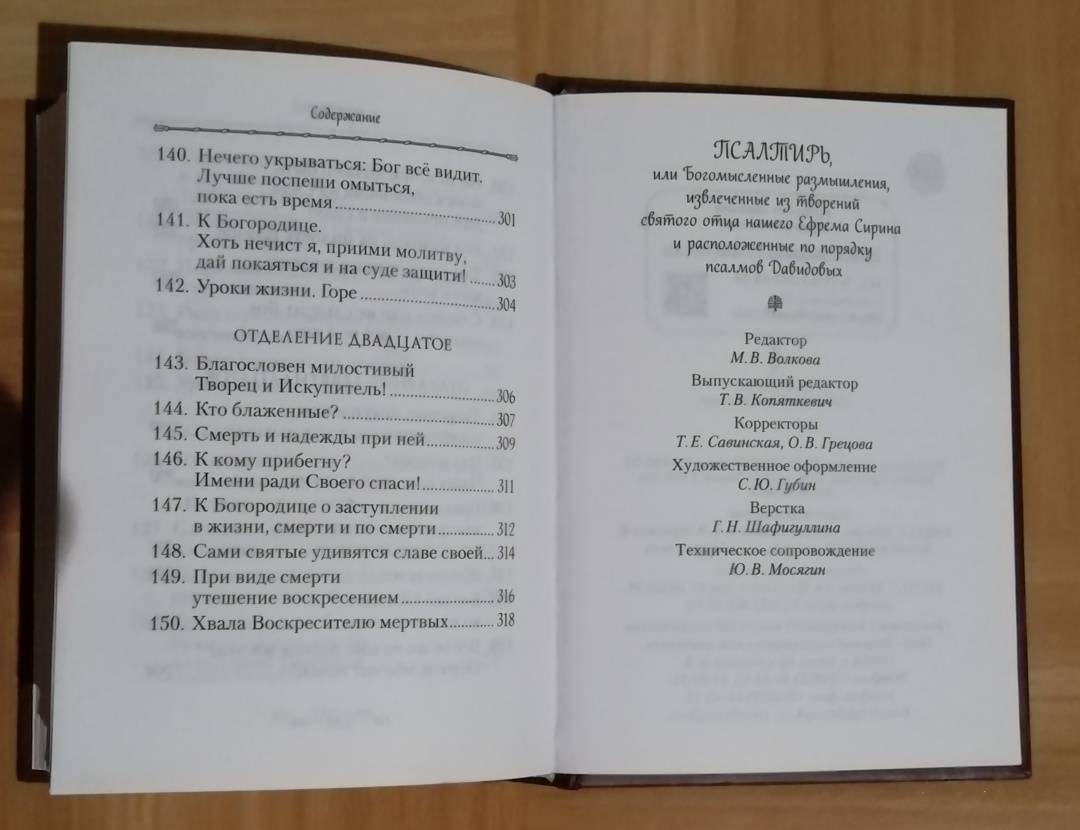 Содержание
140. Нечего укрываться: Бог всё видит.
Лучше поспеши омыться,
пока есть время ..... 301
141. К Богородице.
Хоть нечист я, приими молитву,
дай покаяться и на суде защити! ..... 303
142. Уроки жизни. Горе ..... 304
ОТДЕЛЕНИЕ ДВАДЦАТОЕ
143. Благословен милостивый
Творец и Искупитель! ..... 306
144. Кто блаженные? ..... 307
145. Смерть и надежды при ней ..... 309
146. К кому прибегну?
Имени ради Своего спаси! ..... 311
147. К Богородице о заступлении
в жизни, смерти и по смерти ..... 312
148. Сами святые удивятся славе своей ... 314
149. При виде смерти
утешение воскресением ..... 316
150. Хвала Воскресителю мертвых ..... 318
ПСАЛТИРЬ,
или Богомысленные размышления,
извлеченные из творений
святого отца нашего Ефрема Сирина
и расположенные по порядку
псалмов Давидовых
Редактор
М. В. Волкова
Выпускающий редактор
Т. В. Копяткевич
Корректоры
Т. Е. Савинская, О. В. Грецова
Художественное оформление
С. Ю. Губин
Верстка
Г. Н. Шафигуллина
Техническое сопровождение
Ю. В. Мосягин